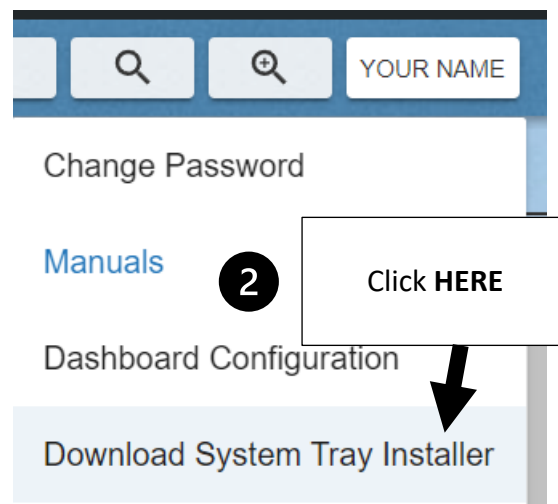 YOUR NAME
Change Password
Manuals
2
Click HERE
Dashboard Configuration
Download System Tray Installer